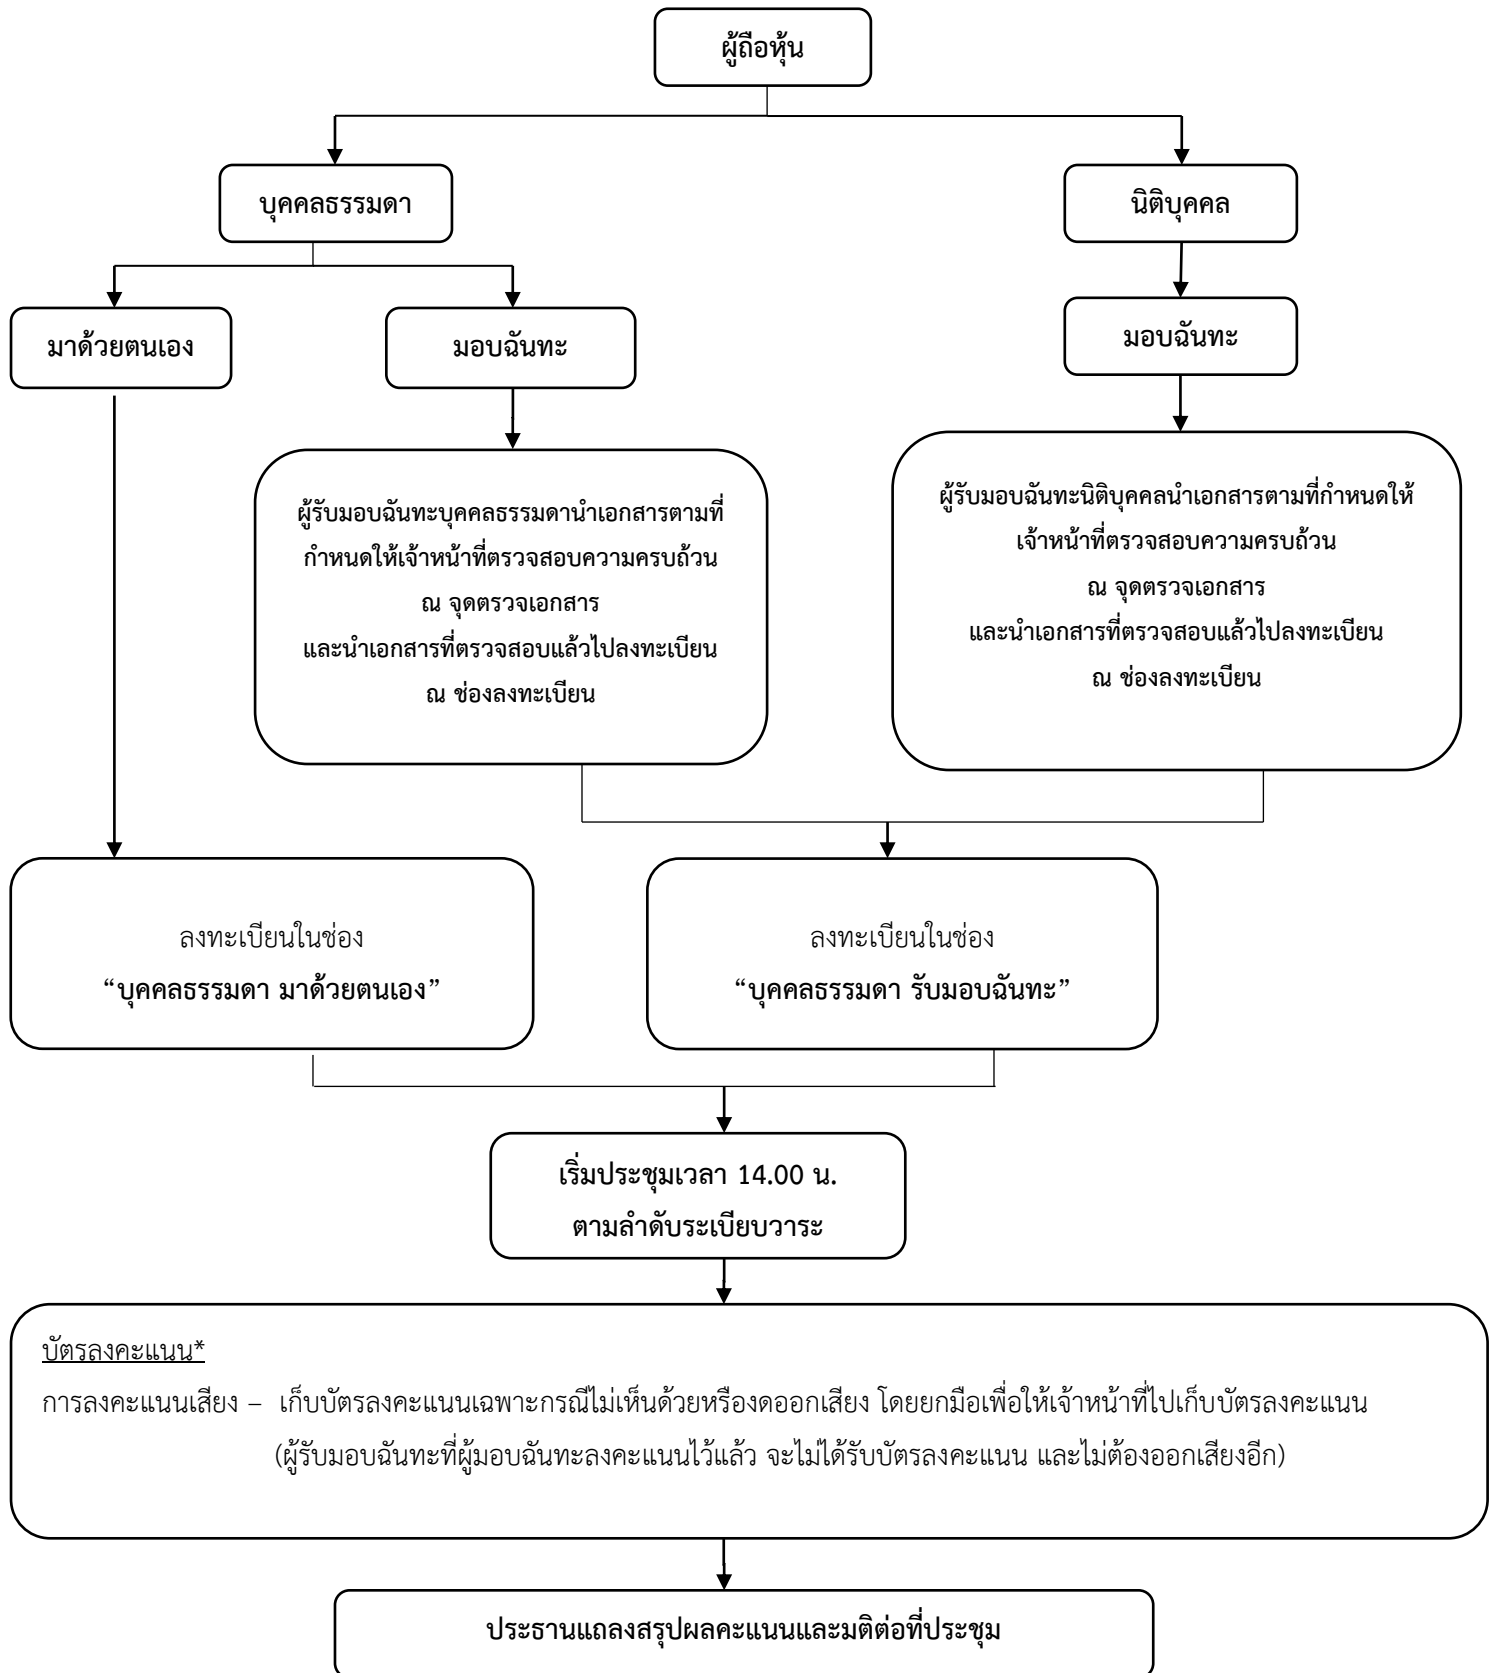 ผู้ถือหุ้น
บุคคลธรรมดา
นิติบุคคล
มาด้วยตนเอง
มอบฉันทะ
มอบฉันทะ
ผู้รับมอบฉันทะบุคคลธรรมดานำเอกสารตามที่
กำหนดให้เจ้าหน้าที่ตรวจสอบความครบถ้วน
ณ จุดตรวจเอกสาร
และนำเอกสารที่ตรวจสอบแล้วไปลงทะเบียน
ณ ช่องลงทะเบียน
ผู้รับมอบฉันทะนิติบุคคลนำเอกสารตามที่กำหนดให้
เจ้าหน้าที่ตรวจสอบความครบถ้วน
ณ จุดตรวจเอกสาร
และนำเอกสารที่ตรวจสอบแล้วไปลงทะเบียน
ณ ช่องลงทะเบียน
ลงทะเบียนในช่อง
“บุคคลธรรมดา มาด้วยตนเอง”
ลงทะเบียนในช่อง
“บุคคลธรรมดา รับมอบฉันทะ”
เริ่มประชุมเวลา 14.00 น.
ตามลำดับระเบียบวาระ
บัตรลงคะแนน*
การลงคะแนนเสียง – เก็บบัตรลงคะแนนเฉพาะกรณีไม่เห็นด้วยหรืองดออกเสียง โดยยกมือเพื่อให้เจ้าหน้าที่ไปเก็บบัตรลงคะแนน
(ผู้รับมอบฉันทะที่ผู้มอบฉันทะลงคะแนนไว้แล้ว จะไม่ได้รับบัตรลงคะแนน และไม่ต้องออกเสียงอีก)
ประธานแถลงสรุปผลคะแนนและมติต่อที่ประชุม